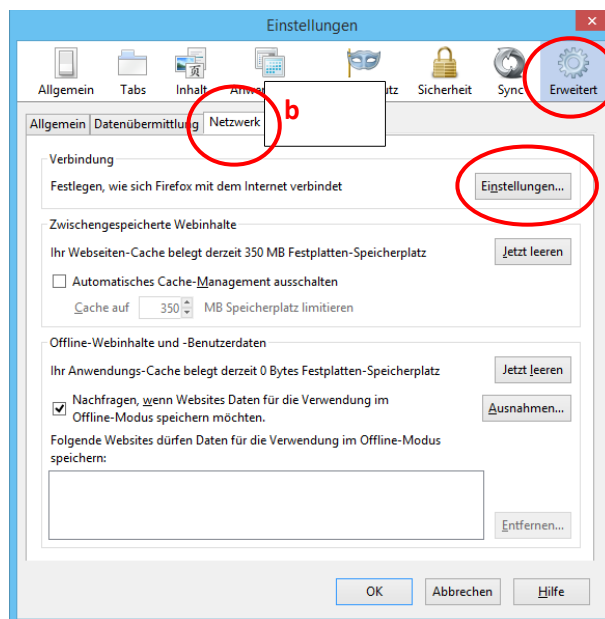 Einstellungen
Allgemein Tabs Inhalt Sicherheit Sync Erweitert
Allgemein Datenübermittlung Netzwerk b
Verbindung
Festlegen, wie sich Firefox mit dem Internet verbindet Einstellungen...
Zwischengespeicherte Webinhalte
Ihr Webseiten-Cache belegt derzeit 350 MB Festplatten-Speicherplatz Jetzt leeren
Automatisches Cache-Management ausschalten
Cache auf 350 MB Speicherplatz limitieren
Offline-Webinhalte und -Benutzerdaten
Ihr Anwendungs-Cache belegt derzeit 0 Bytes Festplatten-Speicherplatz Jetzt leeren
Nachfragen, wenn Websites Daten für die Verwendung im
Offline-Modus speichern möchten. Ausnahmen...
Folgende Websites dürfen Daten für die Verwendung im Offline-Modus
speichern:
Entfernen...
OK Abbrechen Hilfe